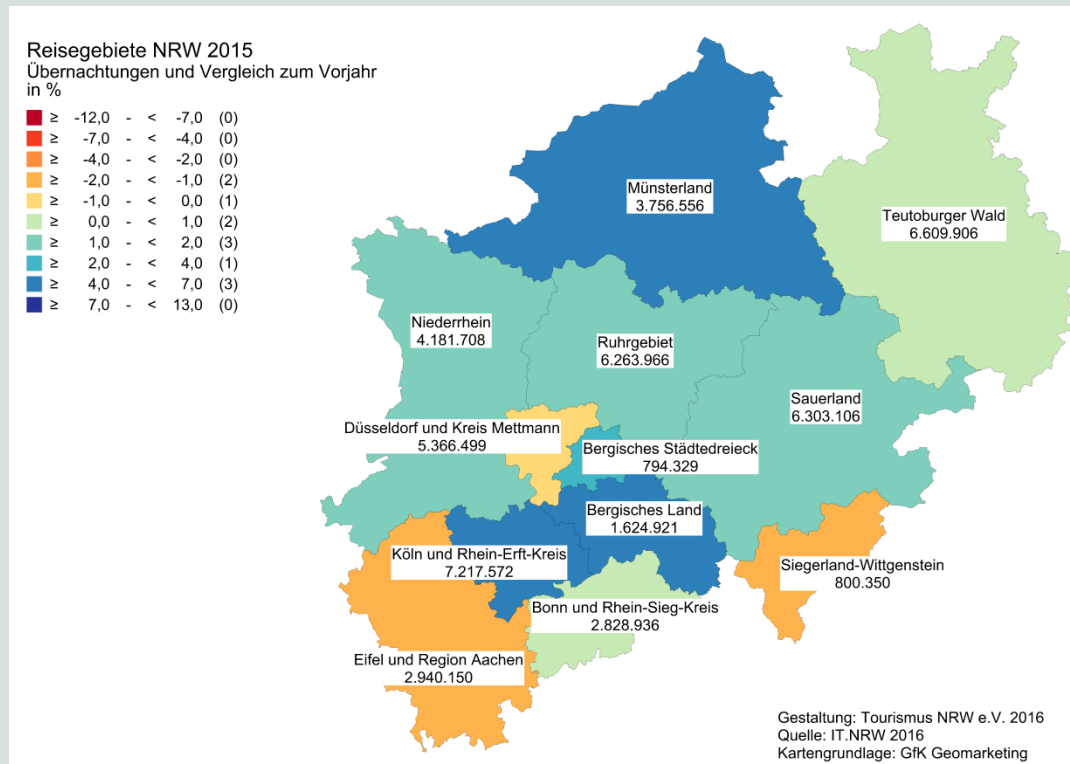 Reisegebiete NRW 2015
Übernachtungen und Vergleich zum Vorjahr
in %
≥ -12,0 - < -7,0 (0)
≥ -7,0 - < -4,0 (0)
≥ -4,0 - < -2,0 (0)
≥ -2,0 - < -1,0 (2)
≥ -1,0 - < 0,0 (1)
≥ 0,0 - < 1,0 (2)
≥ 1,0 - < 2,0 (3)
≥ 2,0 - < 4,0 (1)
≥ 4,0 - < 7,0 (3)
≥ 7,0 - < 13,0 (0)
Münsterland
3.756.556
Teutoburger Wald
6.609.906
Niederrhein
4.181.708
Ruhrgebiet
6.263.966
Sauerland
6.303.106
Düsseldorf und Kreis Mettmann
5.366.499
Bergisches Städtedreieck
794.329
Bergisches Land
1.624.921
Köln und Rhein-Erft-Kreis
7.217.572
Siegerland-Wittgenstein
800.350
Bonn und Rhein-Sieg-Kreis
2.828.936
Eifel und Region Aachen
2.940.150
Gestaltung: Tourismus NRW e.V. 2016
Quelle: IT.NRW 2016
Kartengrundlage: GfK Geomarketing